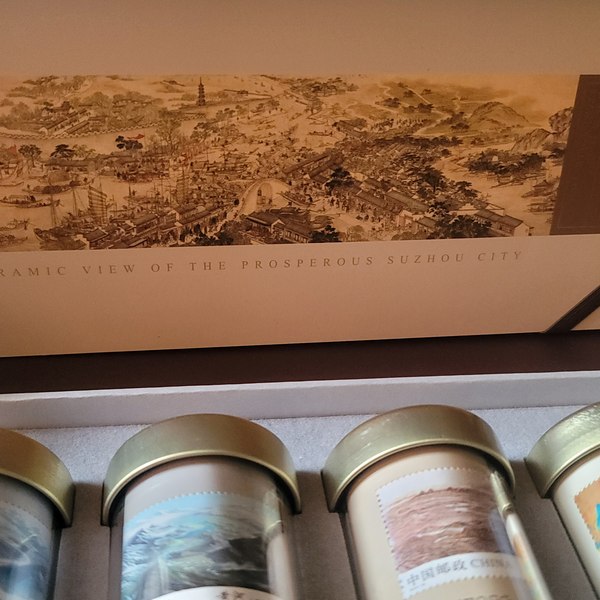 RAMIC VIEW OF THE PROSPEROUS SUZHOU CITY
中国邮政 CHINA